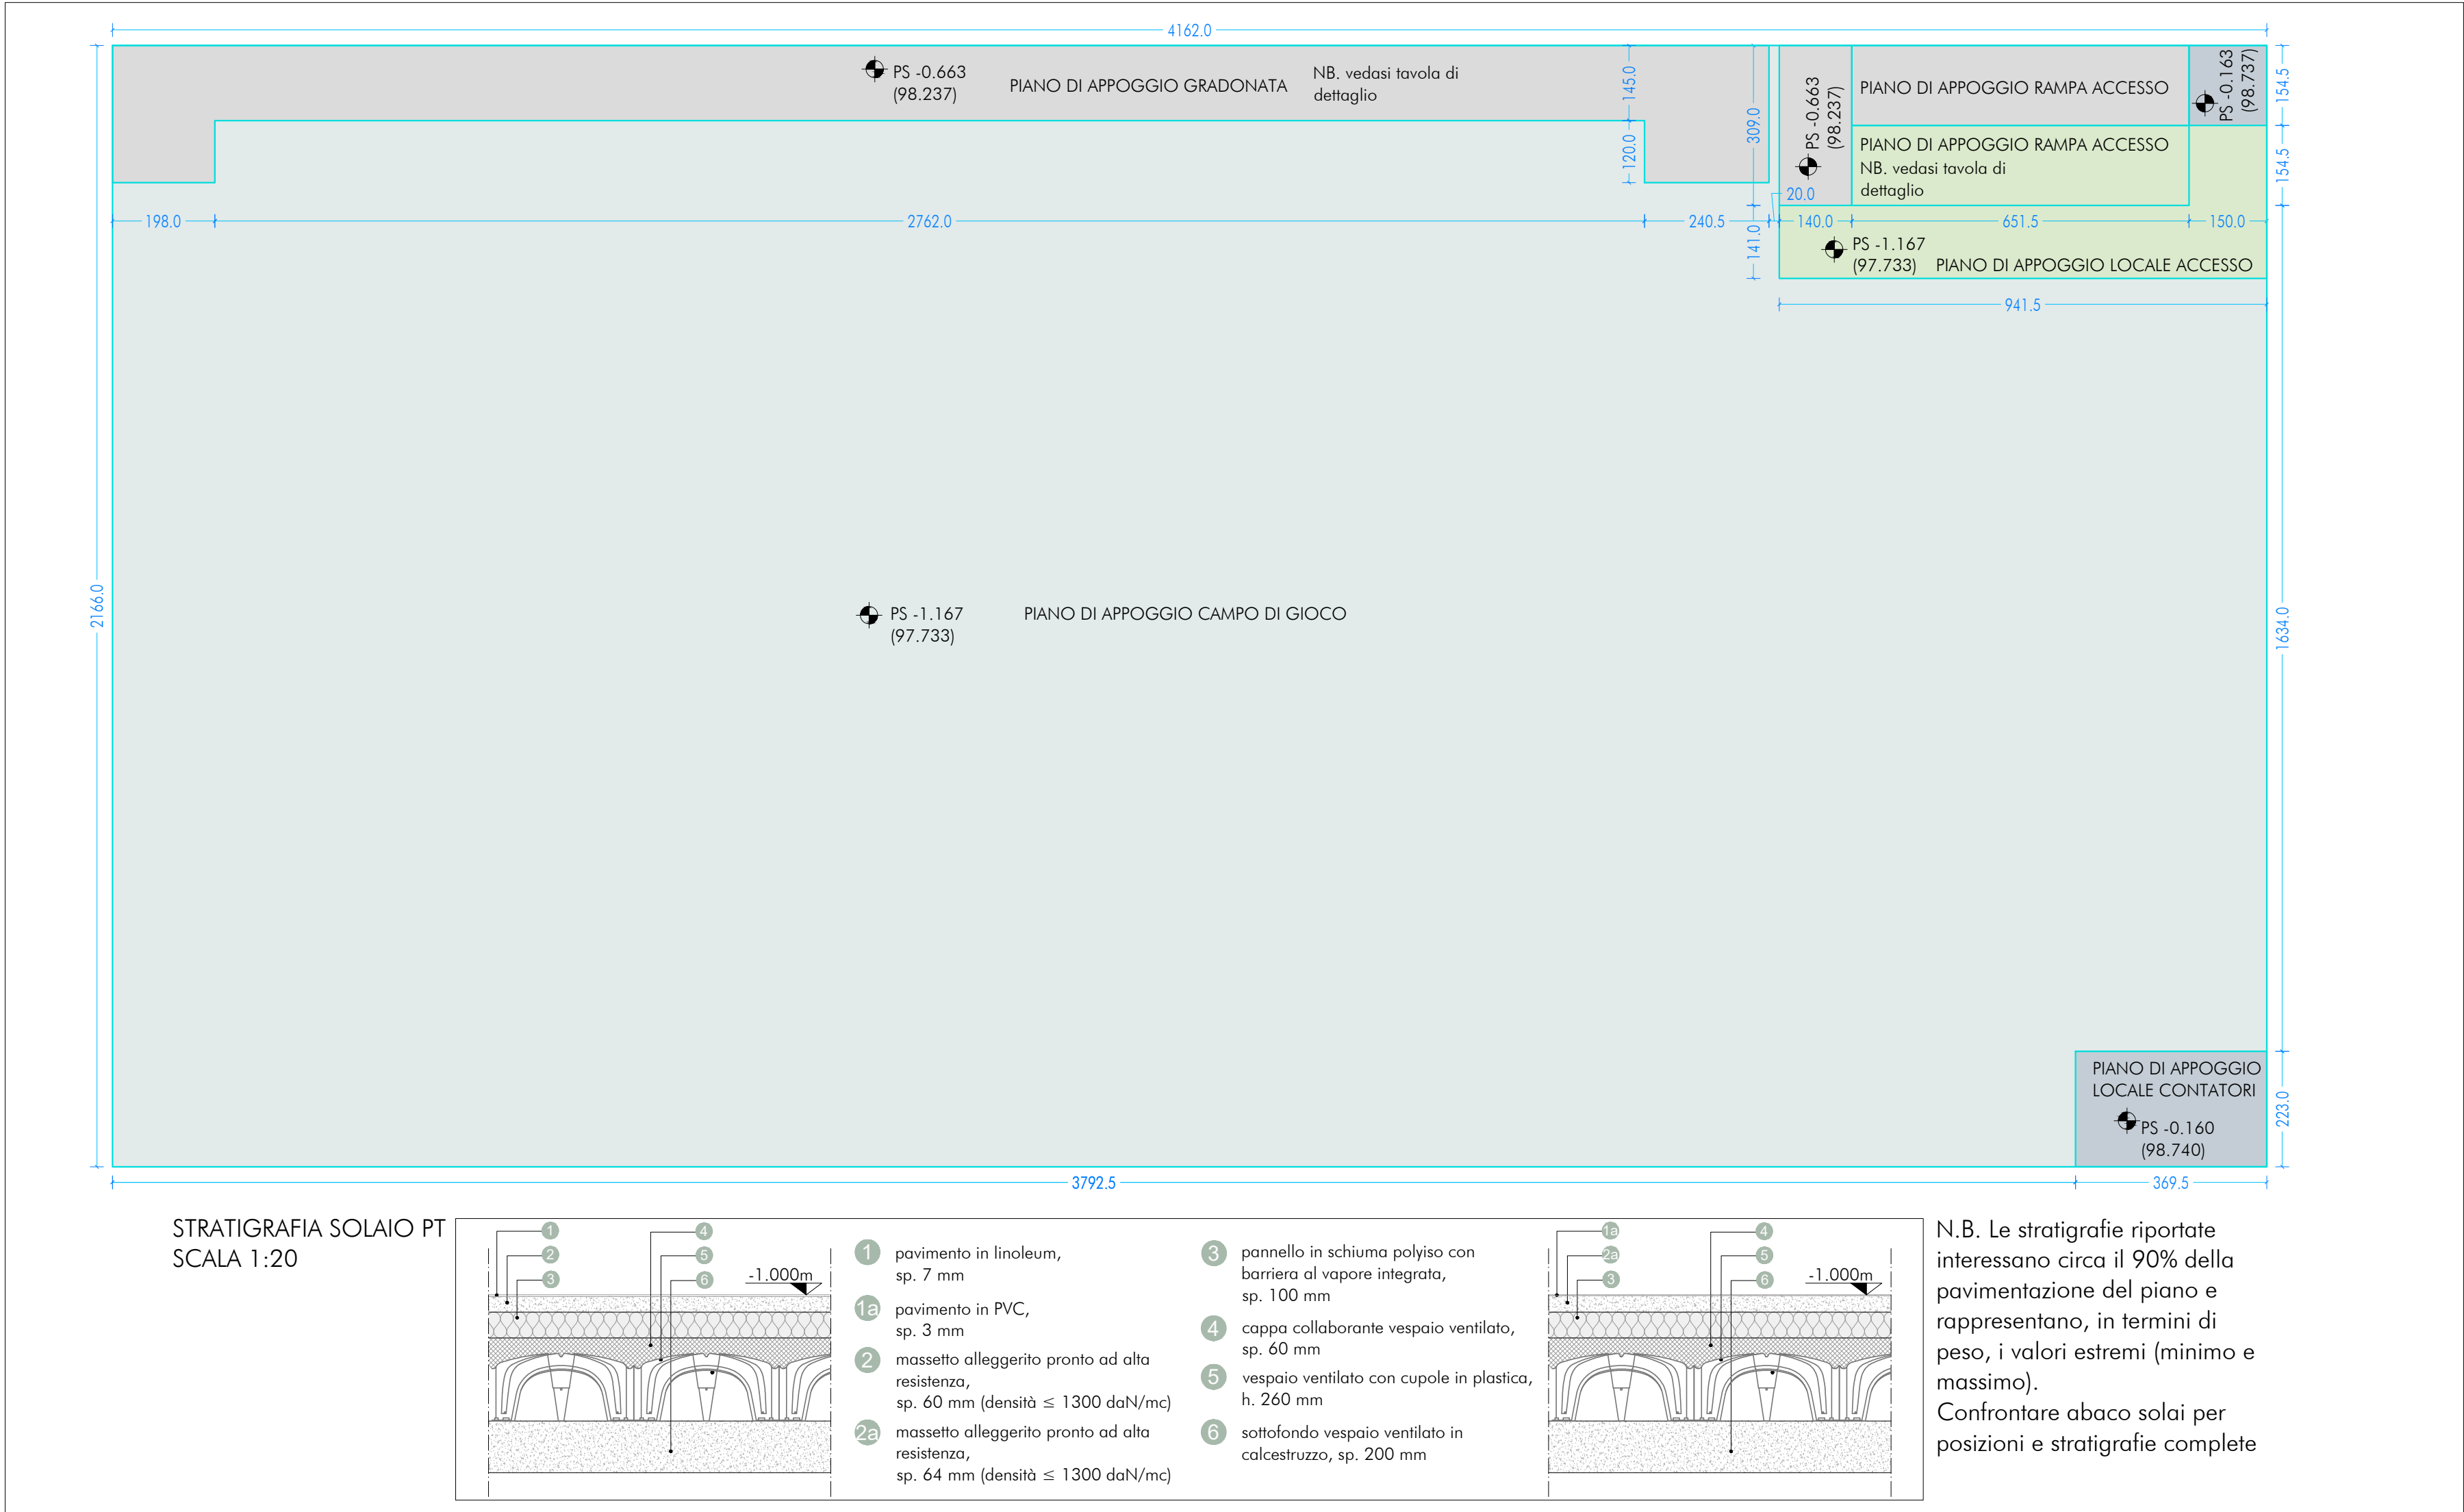 4162.0
PS -0.663
(98.237)
PIANO DI APPOGGIO GRADONATA
NB. vedasi tavola di
dettaglio
145.0
120.0
309.0
141.0
PS -0.663
(98.237)
PIANO DI APPOGGIO RAMPA ACCESSO
PS -0.163
(98.737)
154.5
PIANO DI APPOGGIO RAMPA ACCESSO
NB. vedasi tavola di
dettaglio
154.5
198.0
2762.0
240.5
20.0
140.0
651.5
150.0
PS -1.167
(97.733)
PIANO DI APPOGGIO LOCALE ACCESSO
941.5
2166.0
PS -1.167
(97.733)
PIANO DI APPOGGIO CAMPO DI GIOCO
1634.0
PIANO DI APPOGGIO
LOCALE CONTATORI
PS -0.160
(98.740)
223.0
3792.5
369.5
STRATIGRAFIA SOLAIO PT
SCALA 1:20
1
2
3
4
5
6
-1.000m
1 pavimento in linoleum,
sp. 7 mm
1a pavimento in PVC,
sp. 3 mm
2 massetto alleggerito pronto ad alta
resistenza,
sp. 60 mm (densità ≤ 1300 daN/mc)
2a massetto alleggerito pronto ad alta
resistenza,
sp. 64 mm (densità ≤ 1300 daN/mc)
3 pannello in schiuma polyiso con
barriera al vapore integrata,
sp. 100 mm
4 cappa collaborante vespaio ventilato,
sp. 60 mm
5 vespaio ventilato con cupole in plastica,
h. 260 mm
6 sottofondo vespaio ventilato in
calcestruzzo, sp. 200 mm
1a
2a
3
4
5
6
-1.000m
N.B. Le stratigrafie riportate
interessano circa il 90% della
pavimentazione del piano e
rappresentano, in termini di
peso, i valori estremi (minimo e
massimo).
Confrontare abaco solai per
posizioni e stratigrafie complete